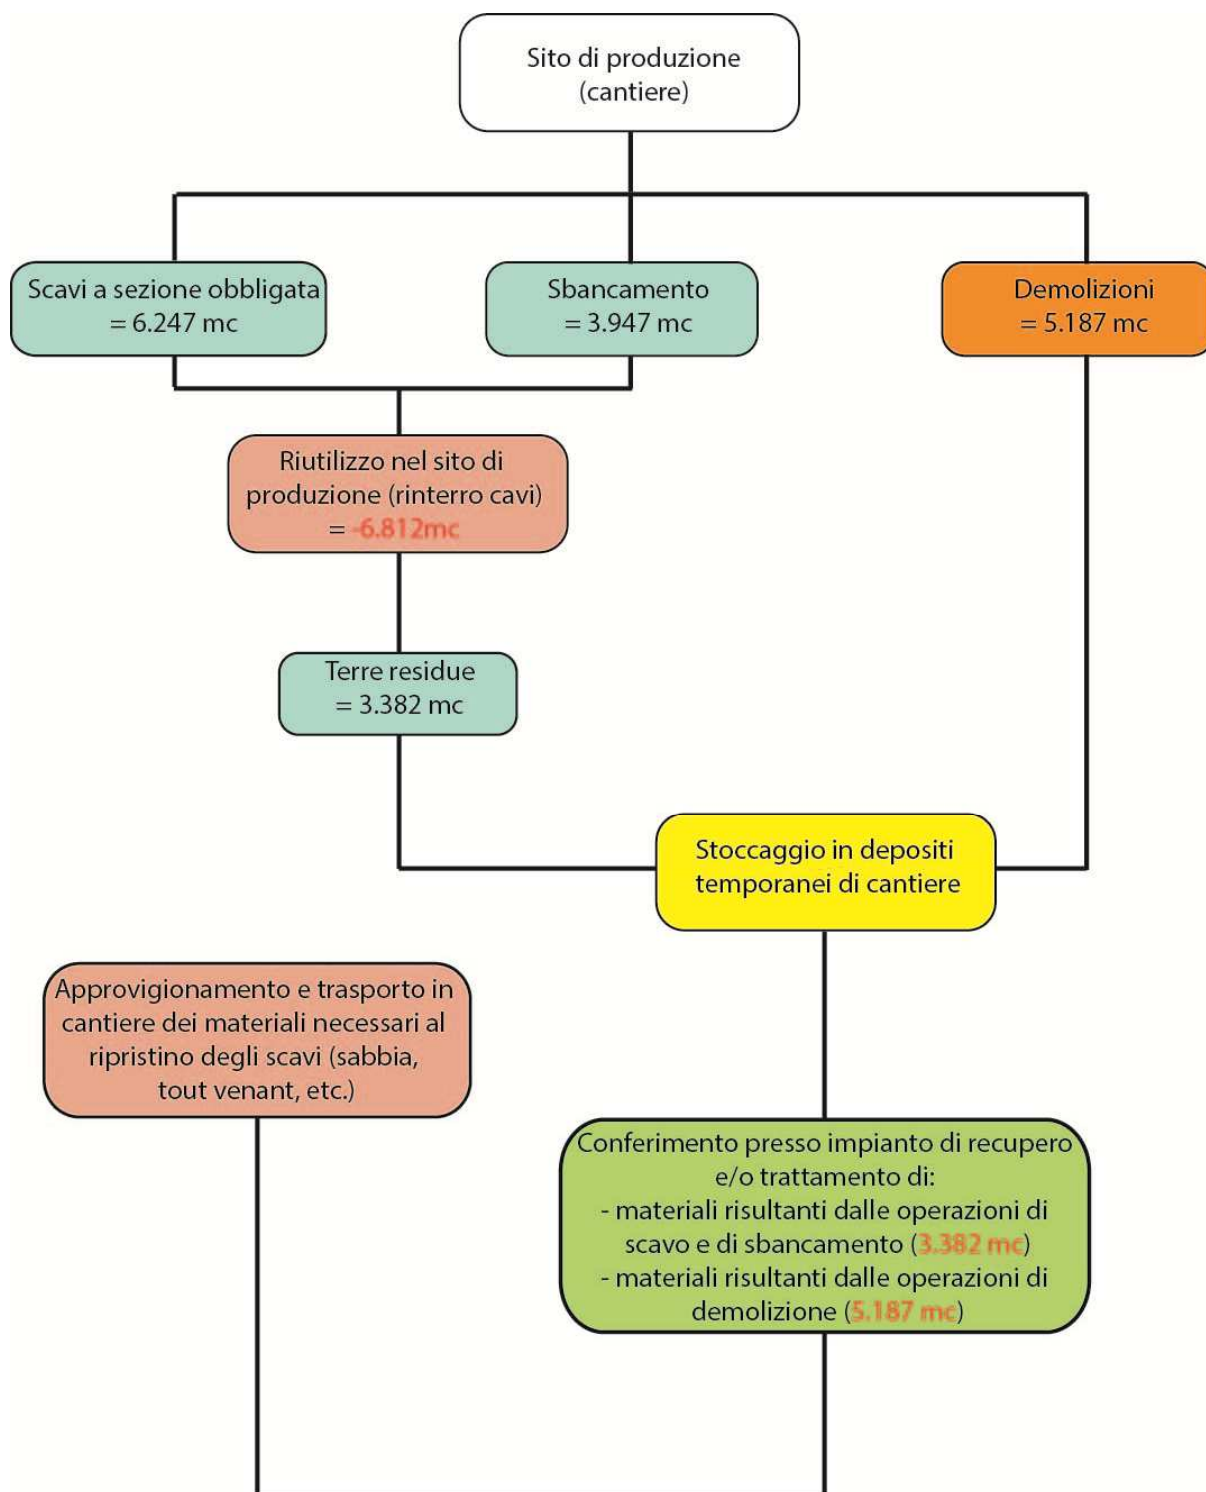 Sito di produzione
(cantiere)
Scavi a sezione obbligata
= 6.247 mc
Sbancamento
= 3.947 mc
Demolizioni
= 5.187 mc
Riutilizzo nel sito di
produzione (rinterro cavi)
= -6.812mc
Terre residue
= 3.382 mc
Stoccaggio in depositi
temporanei di cantiere
Approvigionamento e trasporto in
cantiere dei materiali necessari al
ripristino degli scavi (sabbia,
tout venant, etc.)
Conferimento presso impianto di recupero
e/o trattamento di:
- materiali risultanti dalle operazioni di
scavo e di sbancamento (3.382 mc)
- materiali risultanti dalle operazioni di
demolizione (5.187 mc)